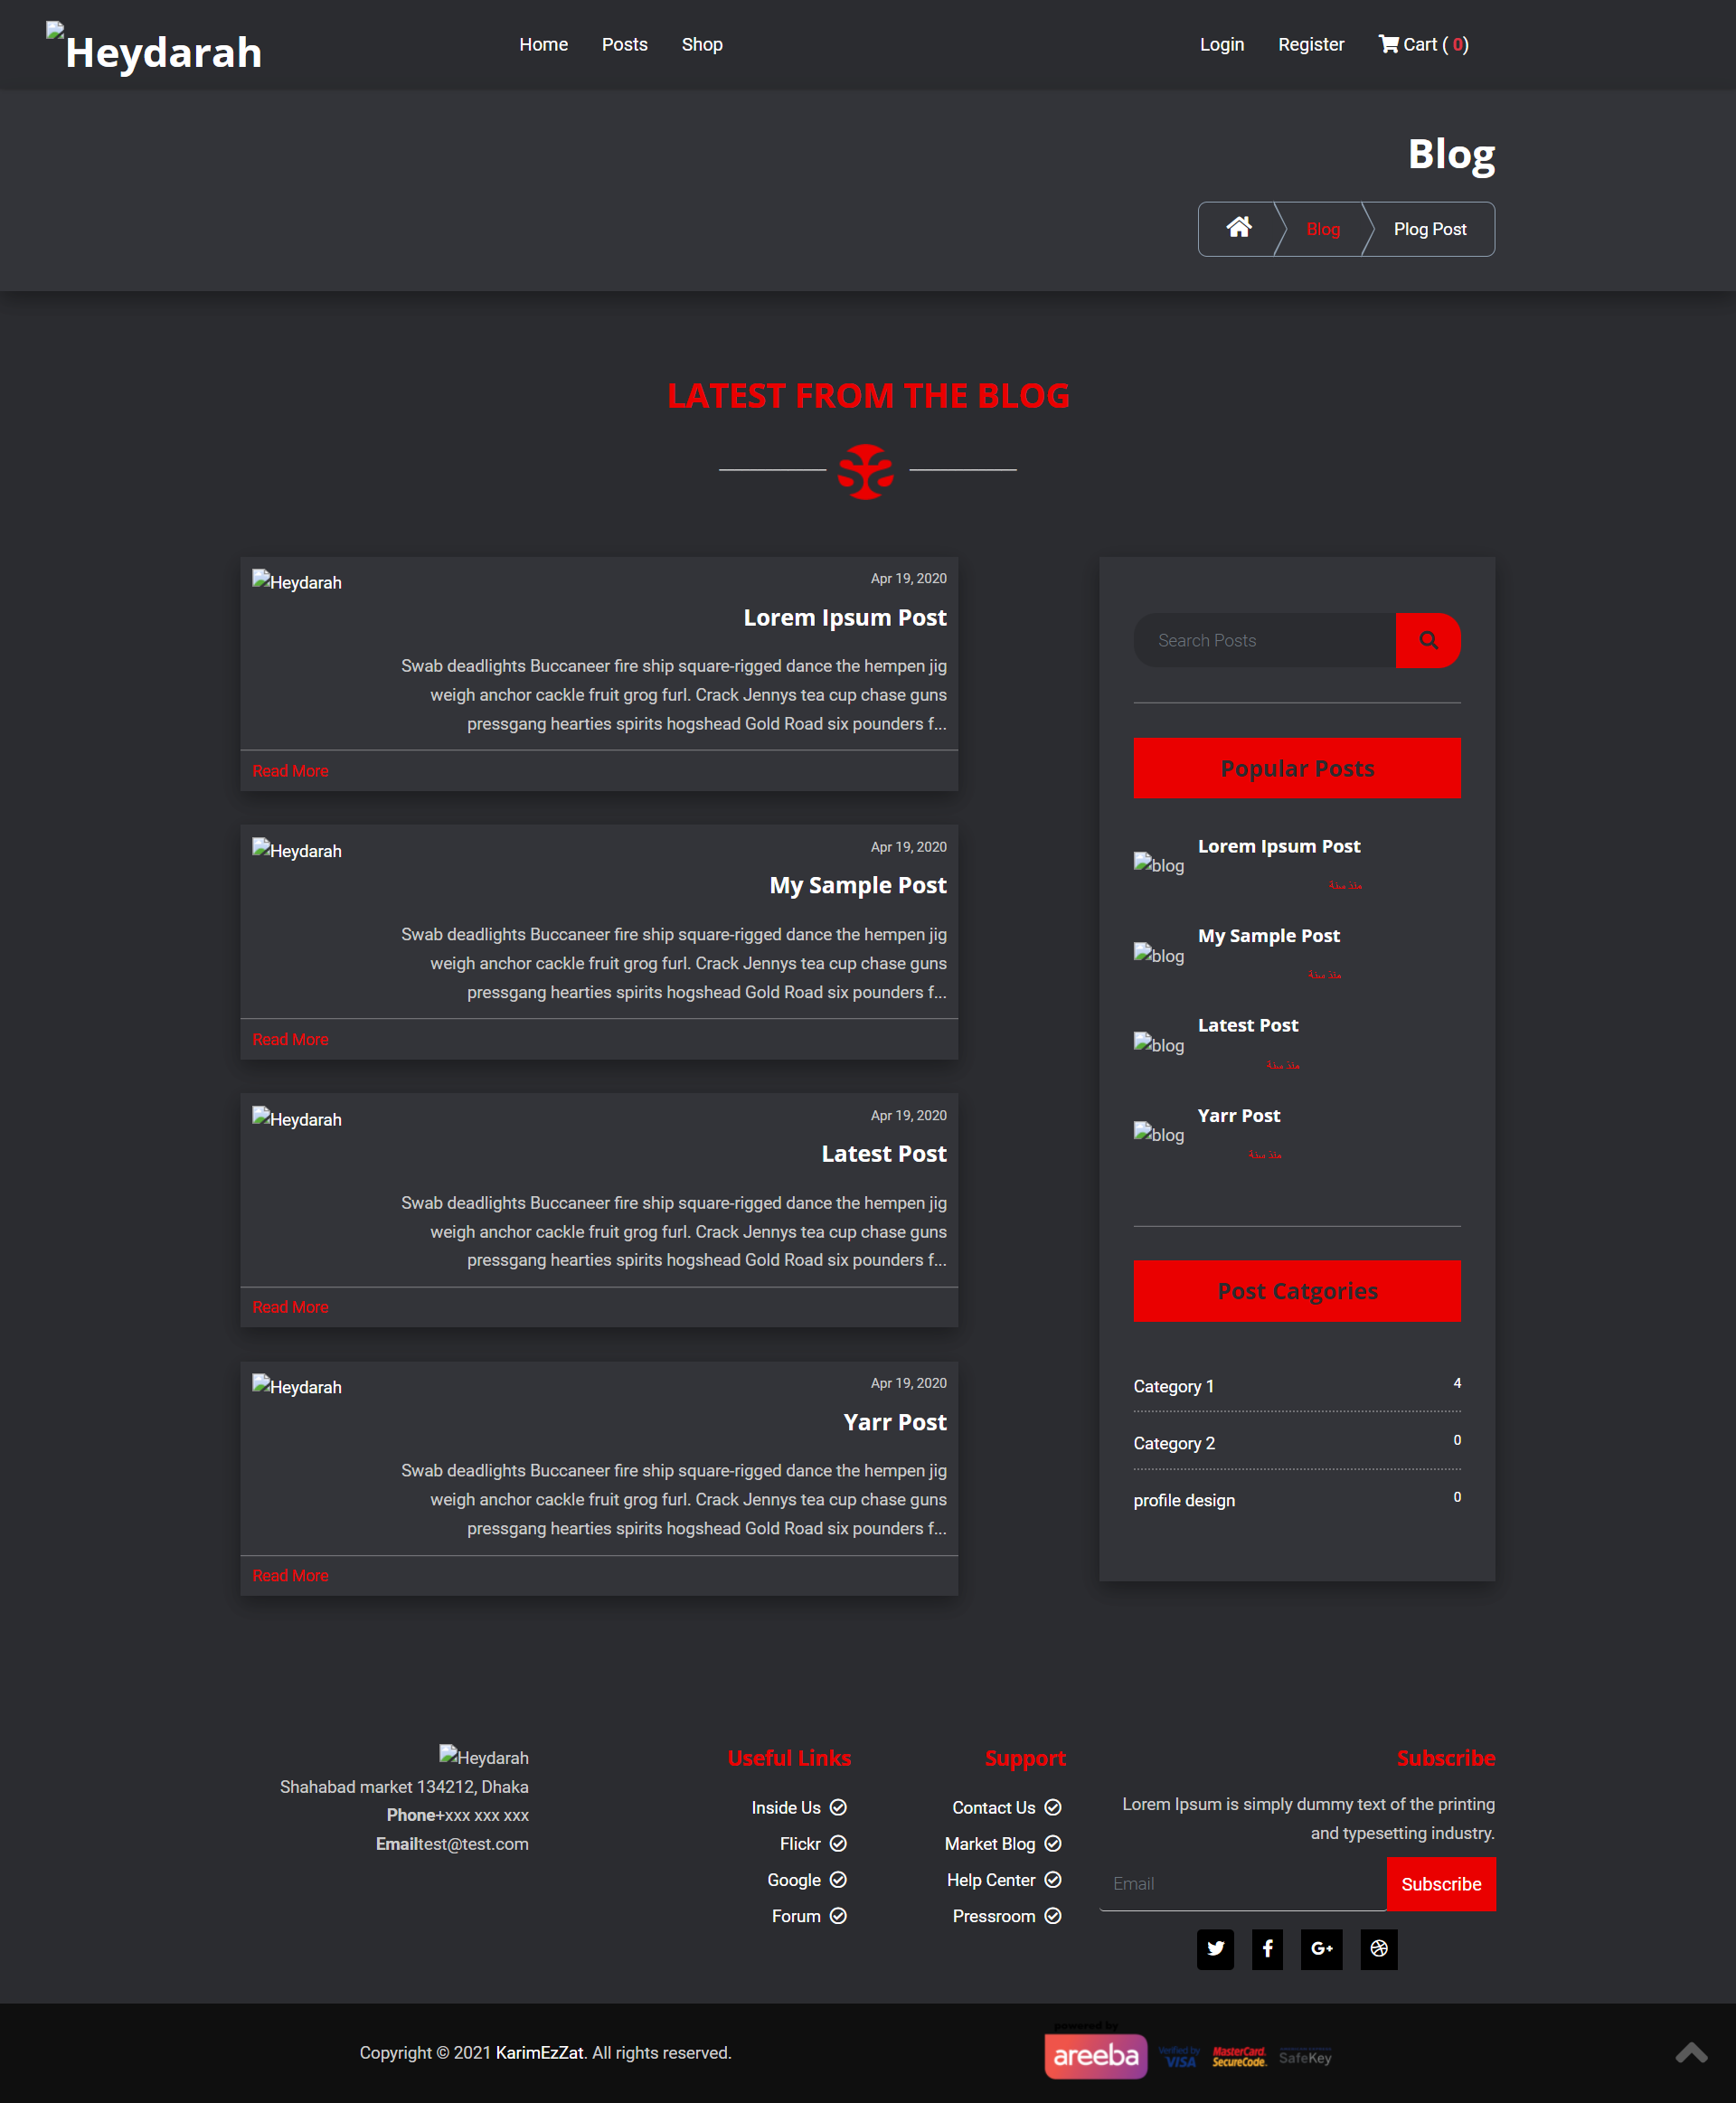 Heydarah
Home
Posts
Shop
Login
Register
Cart ( 0)
Blog
Blog
Plog Post
LATEST FROM THE BLOG
Heydarah
Apr 19, 2020
Lorem Ipsum Post
Swab deadlights Buccaneer fire ship square-rigged dance the hempen jig
weigh anchor cackle fruit grog furl. Crack Jennys tea cup chase guns
pressgang hearties spirits hogshead Gold Road six pounders f...
Read More
Heydarah
Apr 19, 2020
My Sample Post
Swab deadlights Buccaneer fire ship square-rigged dance the hempen jig
weigh anchor cackle fruit grog furl. Crack Jennys tea cup chase guns
pressgang hearties spirits hogshead Gold Road six pounders f...
Read More
Heydarah
Apr 19, 2020
Latest Post
Swab deadlights Buccaneer fire ship square-rigged dance the hempen jig
weigh anchor cackle fruit grog furl. Crack Jennys tea cup chase guns
pressgang hearties spirits hogshead Gold Road six pounders f...
Read More
Heydarah
Apr 19, 2020
Yarr Post
Swab deadlights Buccaneer fire ship square-rigged dance the hempen jig
weigh anchor cackle fruit grog furl. Crack Jennys tea cup chase guns
pressgang hearties spirits hogshead Gold Road six pounders f...
Read More
Search Posts
Popular Posts
blog
Lorem Ipsum Post
منذ سنة
blog
My Sample Post
منذ سنة
blog
Latest Post
منذ سنة
blog
Yarr Post
منذ سنة
Post Catgories
Category 1
4
Category 2
0
profile design
0
Heydarah
Shahabad market 134212, Dhaka
Phone+xxx xxx xxx
Emailtest@test.com
Useful Links
Inside Us
Flickr
Google
Forum
Support
Contact Us
Market Blog
Help Center
Pressroom
Subscribe
Lorem Ipsum is simply dummy text of the printing
and typesetting industry.
Email
Subscribe
Copyright © 2021 KarimEzZat. All rights reserved.
powered by
areeba
Verified by
VISA
MasterCard.
SecureCode.
SafeKey